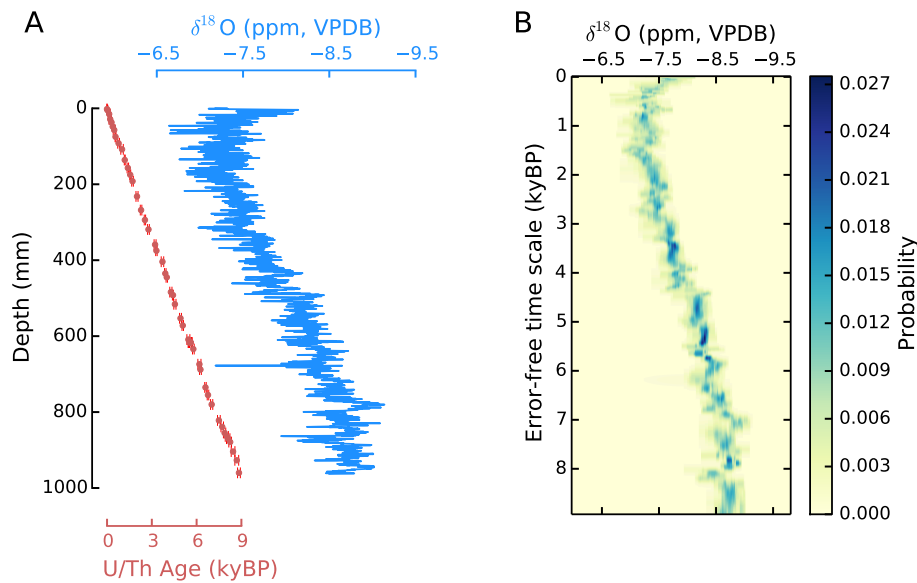 A
δ18O (ppm, VPDB)
−6.5 −7.5 −8.5 −9.5
0
200
400
600
800
1000
Depth (mm)
0 3 6 9
U/Th Age (kyBP)
B
δ18O (ppm, VPDB)
−6.5 −7.5 −8.5 −9.5
0
1
2
3
4
5
6
7
8
Error-free time scale (kyBP)
0.027
0.024
0.021
0.018
0.015
0.012
0.009
0.006
0.003
0.000
Probability